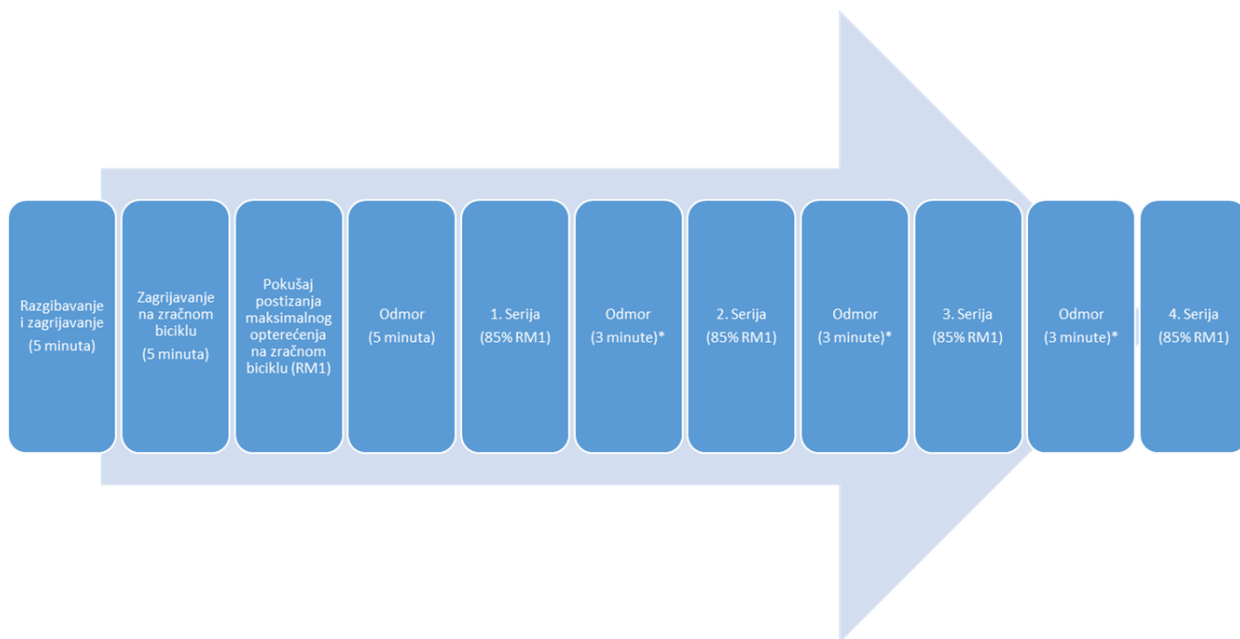 Razgibavanje
i zagrijavanje
(5 minuta)
Zagrijavanje
na zračnom
biciklu
(5 minuta)
Pokušaj
postizanja
maksimalnog
opterećenja
na zračnom
biciklu (RM1)
Odmor
(5 minuta)
1. Serija
(85% RM1)
Odmor
(3 minute)*
2. Serija
(85% RM1)
Odmor
(3 minute)*
3. Serija
(85% RM1)
Odmor
(3 minute)*
4. Serija
(85% RM1)